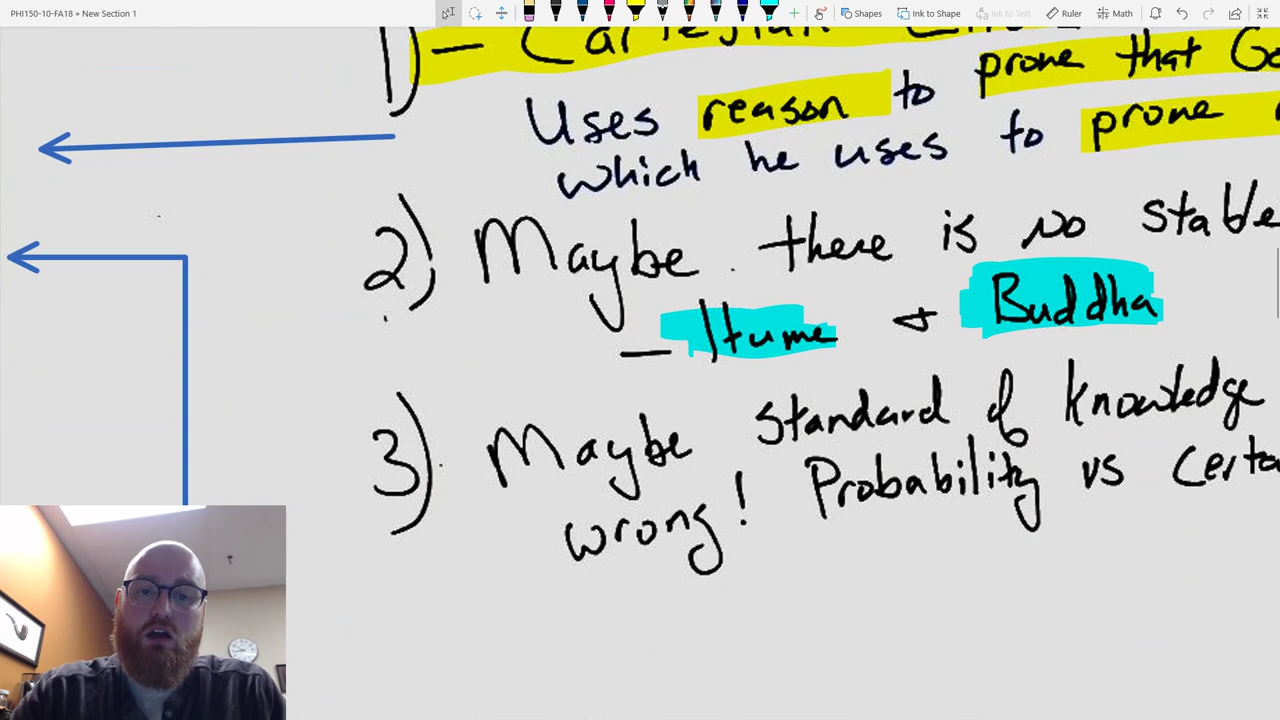 PHI150-10-FA18 » New Section 1
Shapes Ink to Shape Ink to Text Ruler Math
1) – Cartesian
Uses reason to prove that
which he uses to prove
2) Maybe there is no stable
– Hume + Buddha
3) Maybe standard of knowledge
wrong! Probability vs